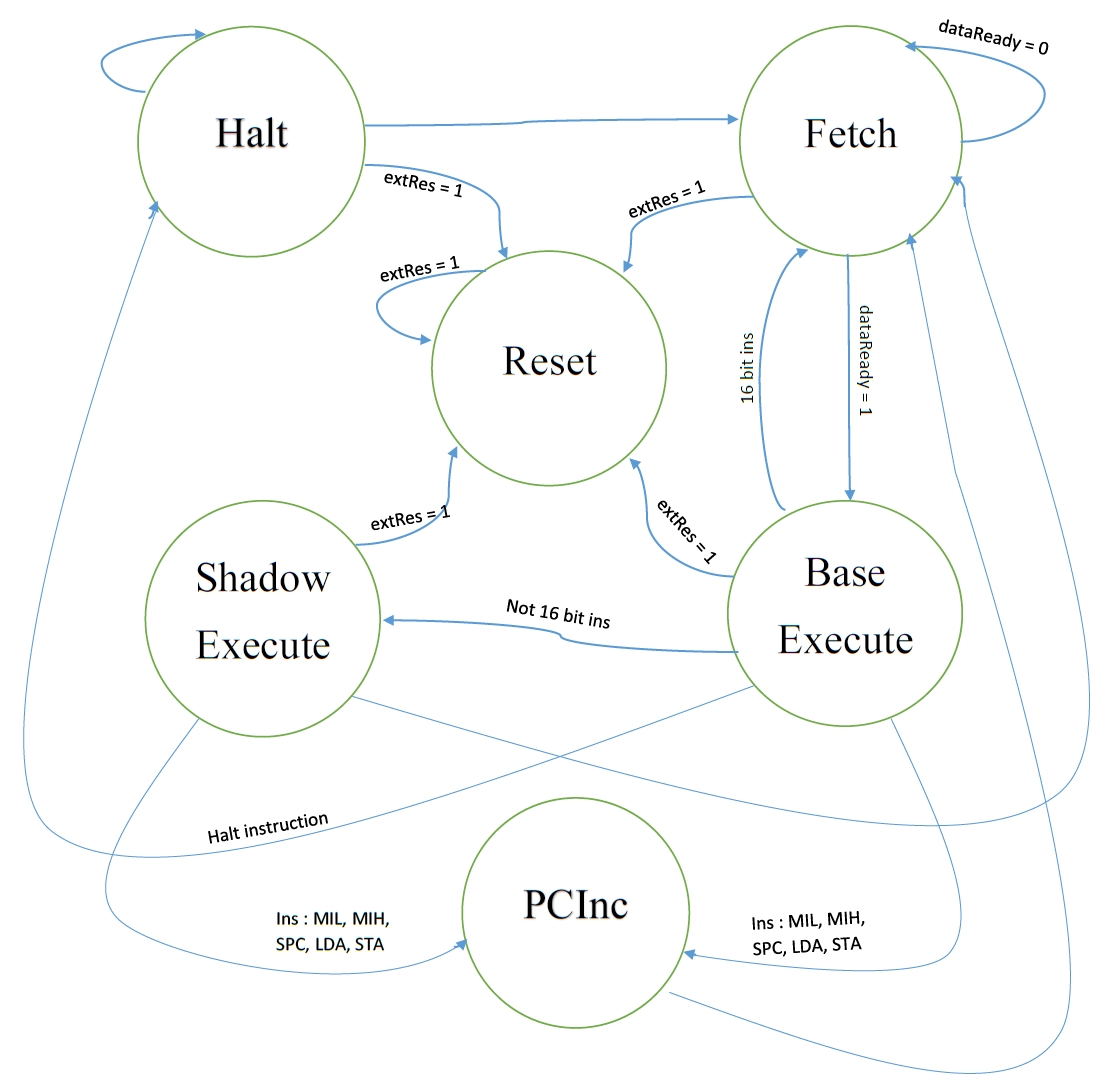 dataReady = 0
Halt
Fetch
extRes = 1
extRes = 1
extRes = 1
Reset
16 bit ins
dataReady = 1
extRes = 1
extRes = 1
Shadow
Execute
Base
Execute
Not 16 bit ins
Halt instruction
PCInc
Ins : MIL, MIH,
SPC, LDA, STA
Ins : MIL, MIH,
SPC, LDA, STA